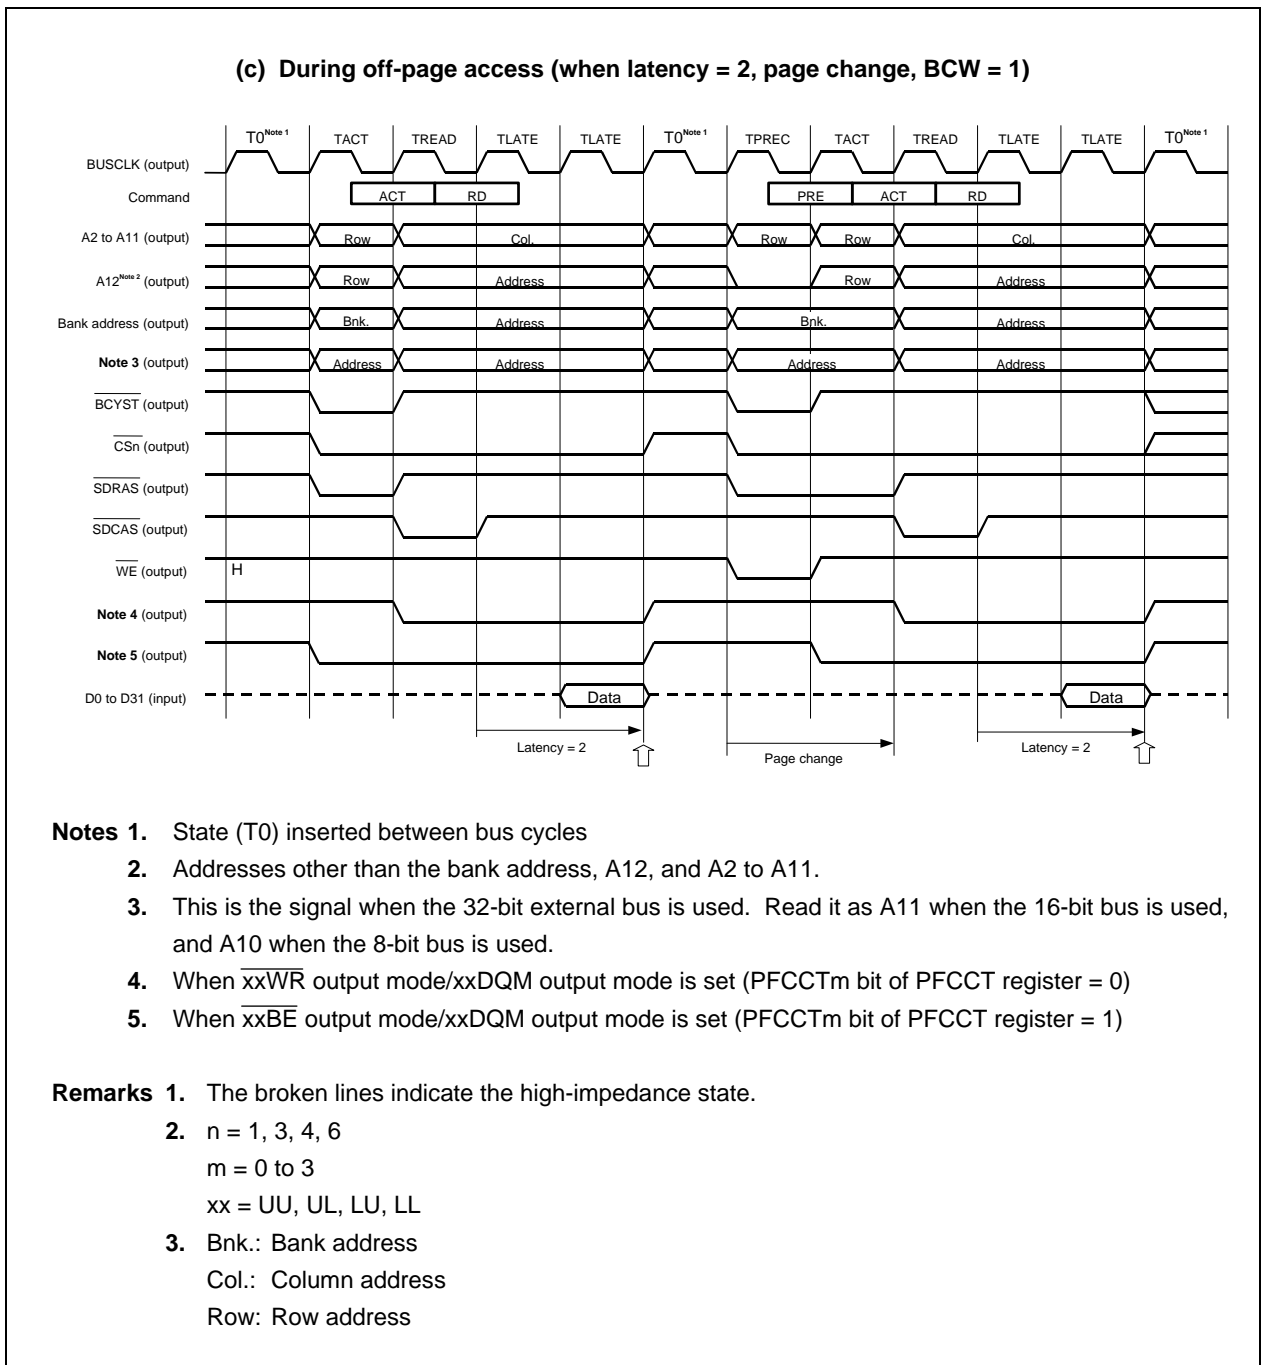 (c) During off-page access (when latency = 2, page change, BCW = 1)
T0Note 1 TACT TREAD TLATE TLATE T0Note 1 TPREC TACT TREAD TLATE TLATE T0Note 1
BUSCLK (output)
Command ACT RD PRE ACT RD
A2 to A11 (output) Row Col. Row Row Col.
A12Note 2 (output) Row Address Row Address
Bank address (output) Bnk. Address Bnk. Address
Note 3 (output) Address Address Address Address
BCYST (output)
CSn (output)
SDRAS (output)
SDCAS (output)
WE (output) H
Note 4 (output)
Note 5 (output)
D0 to D31 (input) Data Data
Latency = 2 Page change Latency = 2
Notes 1. State (T0) inserted between bus cycles
2. Addresses other than the bank address, A12, and A2 to A11.
3. This is the signal when the 32-bit external bus is used. Read it as A11 when the 16-bit bus is used,
and A10 when the 8-bit bus is used.
4. When xxWR output mode/xxDQM output mode is set (PFCCTm bit of PFCCT register = 0)
5. When xxBE output mode/xxDQM output mode is set (PFCCTm bit of PFCCT register = 1)
Remarks 1. The broken lines indicate the high-impedance state.
2. n = 1, 3, 4, 6
m = 0 to 3
xx = UU, UL, LU, LL
3. Bnk.: Bank address
Col.: Column address
Row: Row address